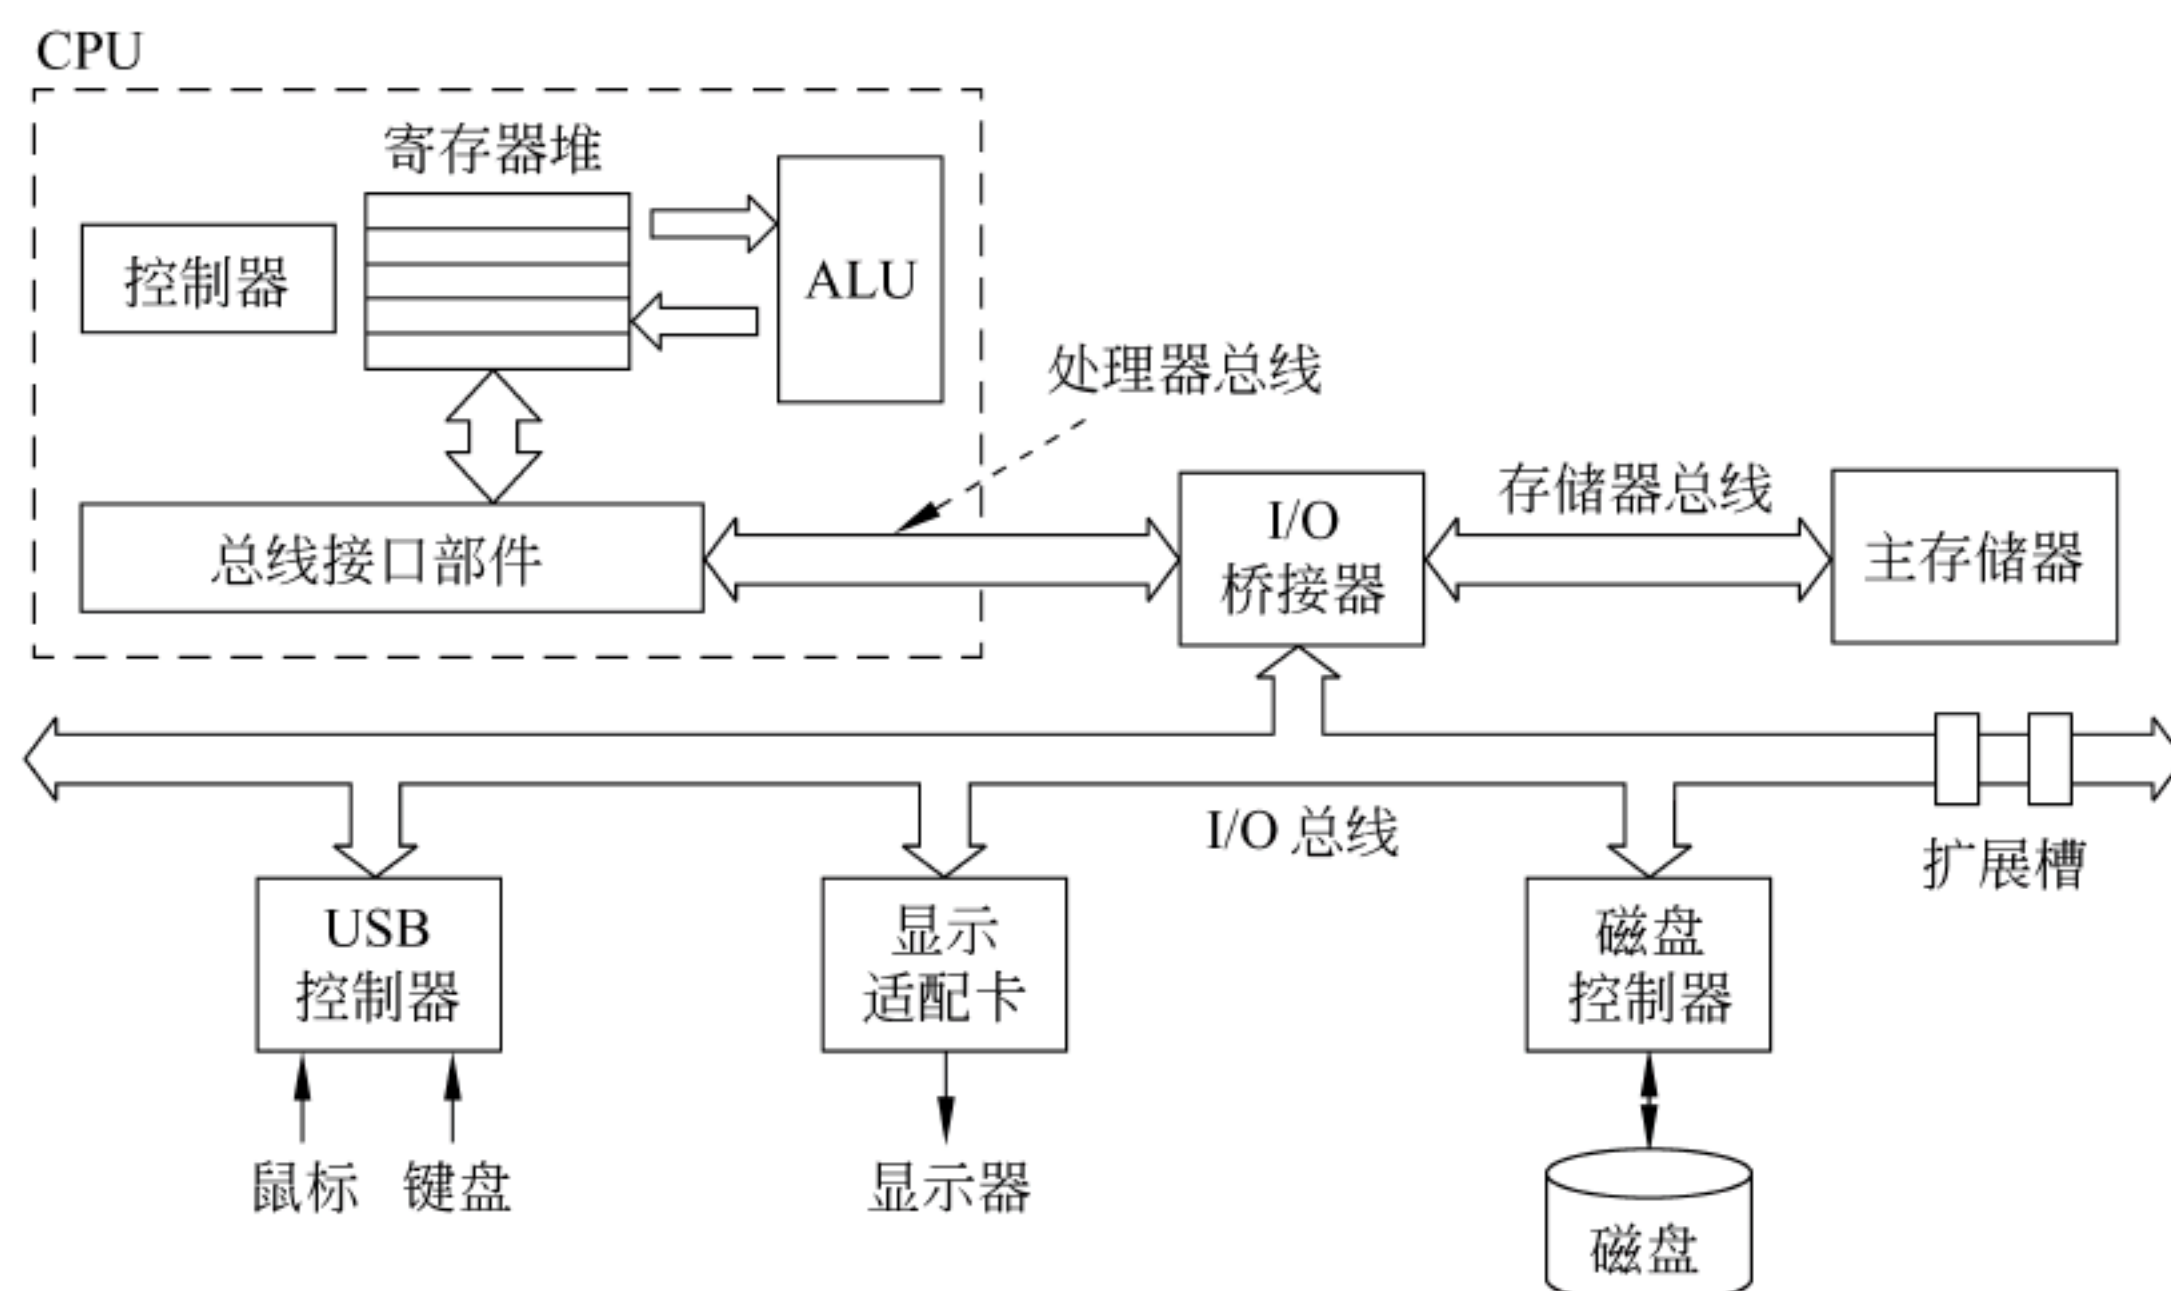 CPU
寄存器堆
控制器
ALU
处理器总线
总线接口部件
I/O
桥接器
存储器总线
主存储器
I/O 总线
扩展槽
USB
控制器
显示
适配卡
磁盘
控制器
鼠标
键盘
显示器
磁盘